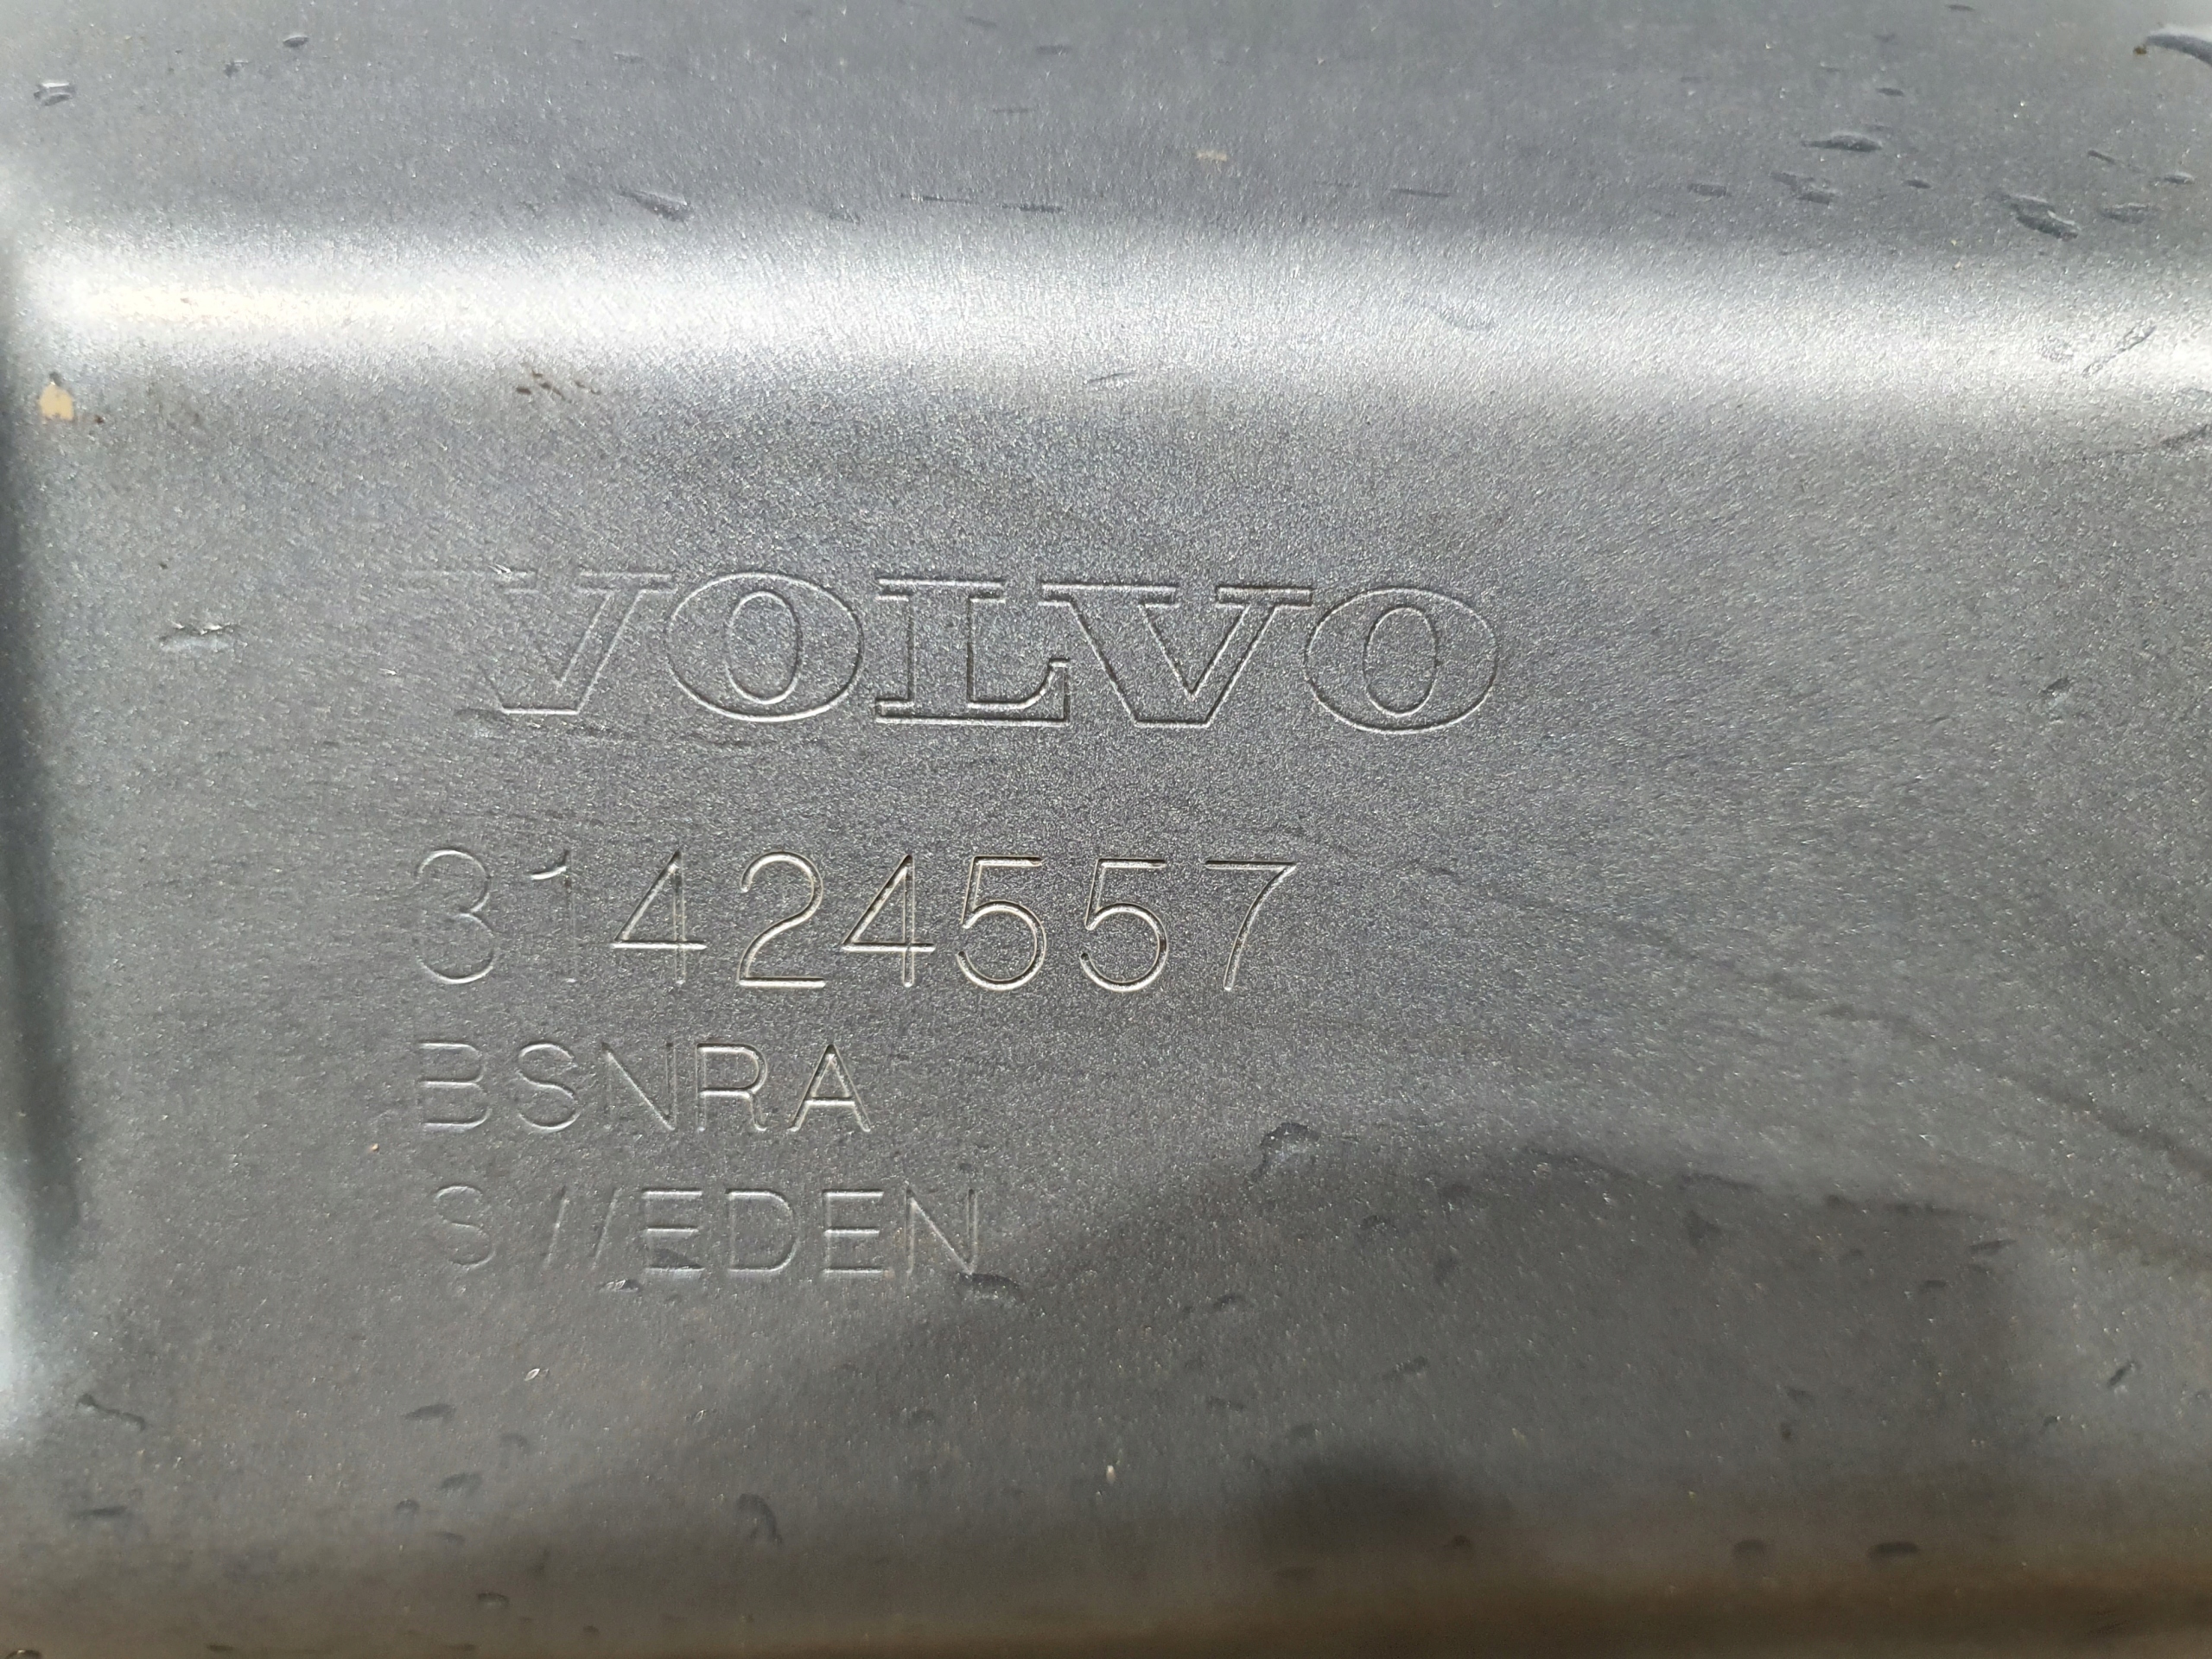 VOLVO
31424557
BSNRA
SWEDEN